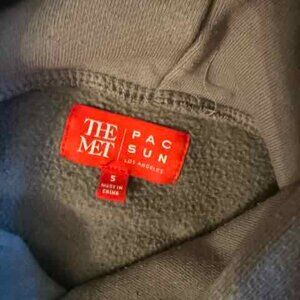 THE
MET
PAC
SUN
LOS ANGELES
S
MADE IN
CHINA